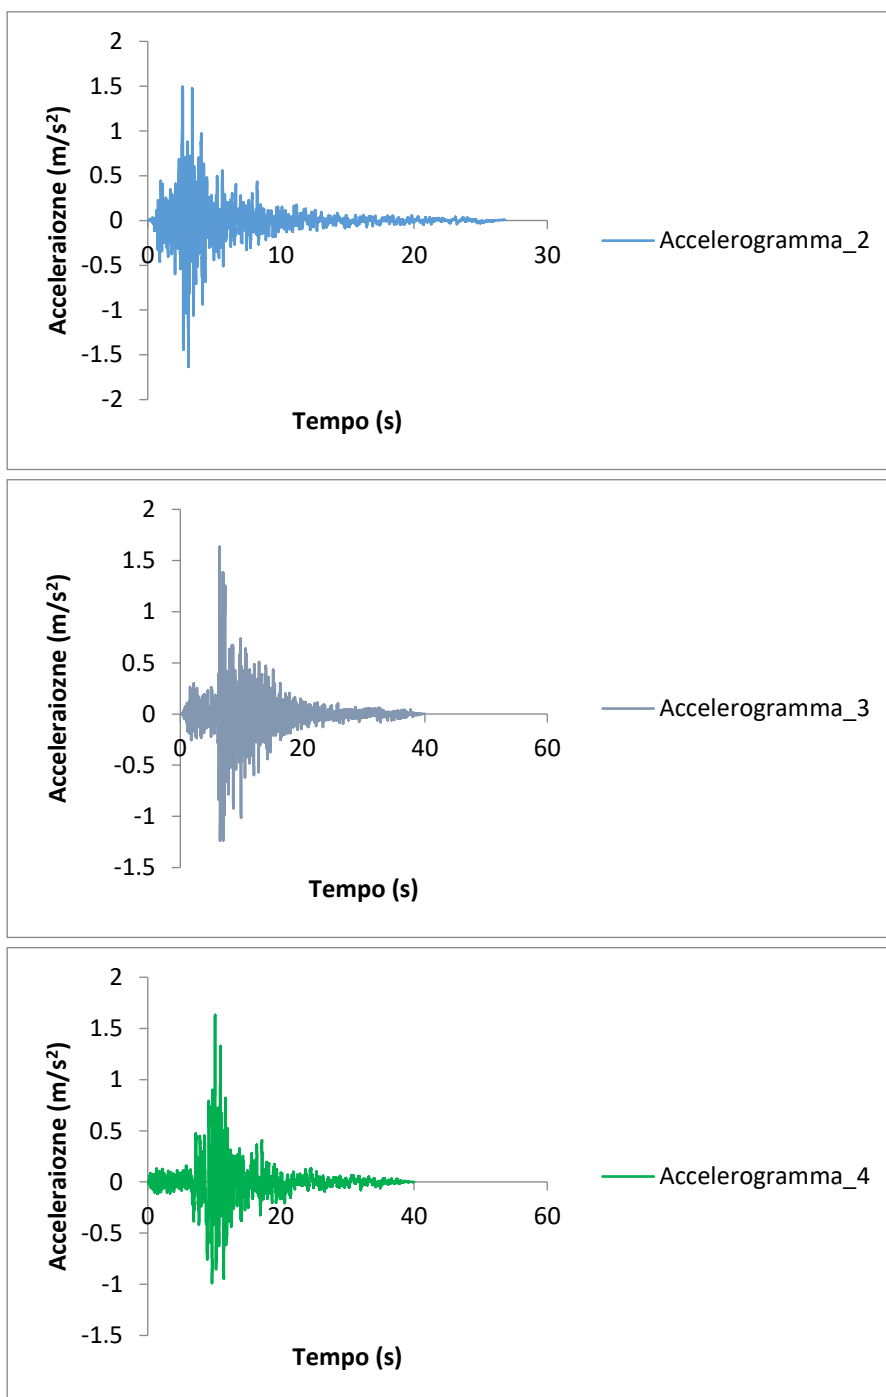 2
1.5
1
0.5
0
-0.5
-1
-1.5
-2
0 10 20 30
Acceleraiozne (m/s²)
Tempo (s)
Accelerogramma_2
2
1.5
1
0.5
0
-0.5
-1
-1.5
0 20 40 60
Acceleraiozne (m/s²)
Tempo (s)
Accelerogramma_3
2
1.5
1
0.5
0
-0.5
-1
-1.5
0 20 40 60
Acceleraiozne (m/s²)
Tempo (s)
Accelerogramma_4